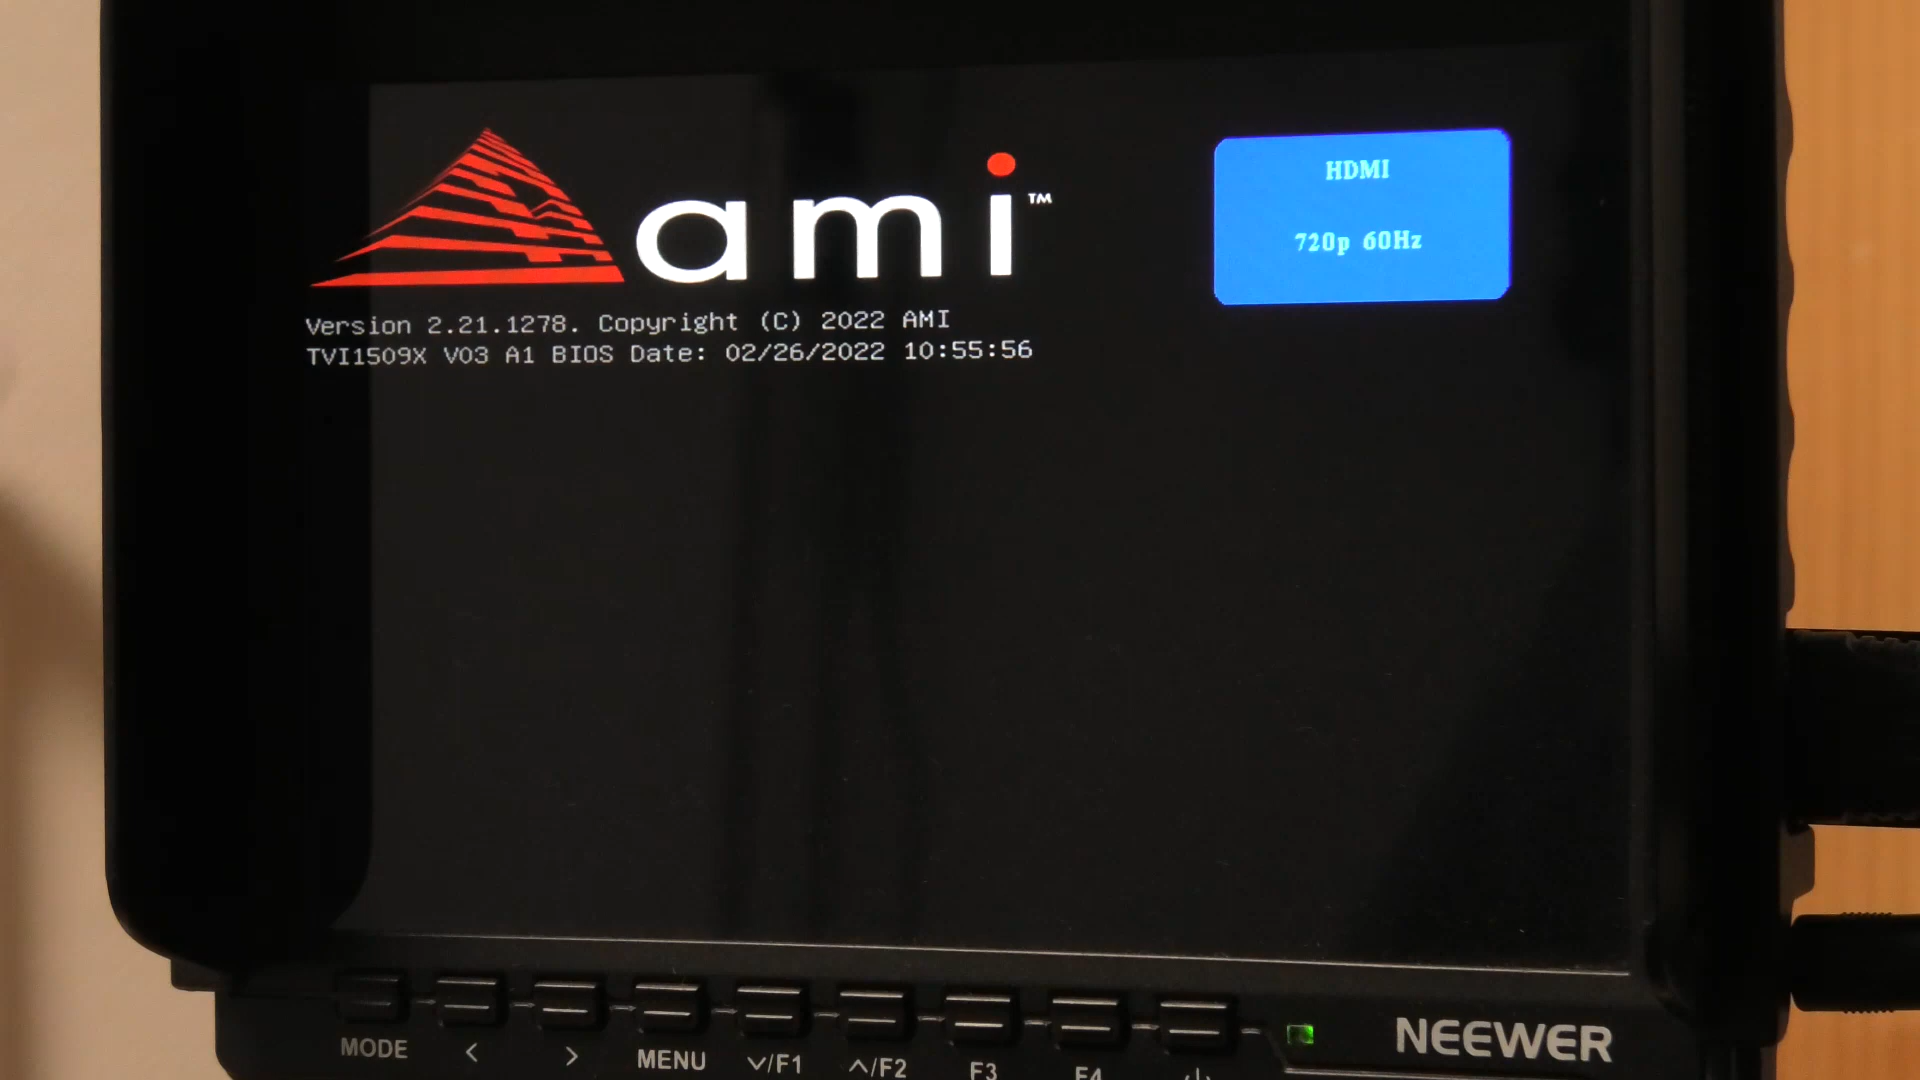 ami™
HDMI
720p 60Hz
Version 2.21.1278. Copyright (C) 2022 AMI
TVI1509X V03 A1 BIOS Date: 02/26/2022 10:55:56
MODE < > MENU ∨/F1 ∧/F2 F3 F4
NEEWER